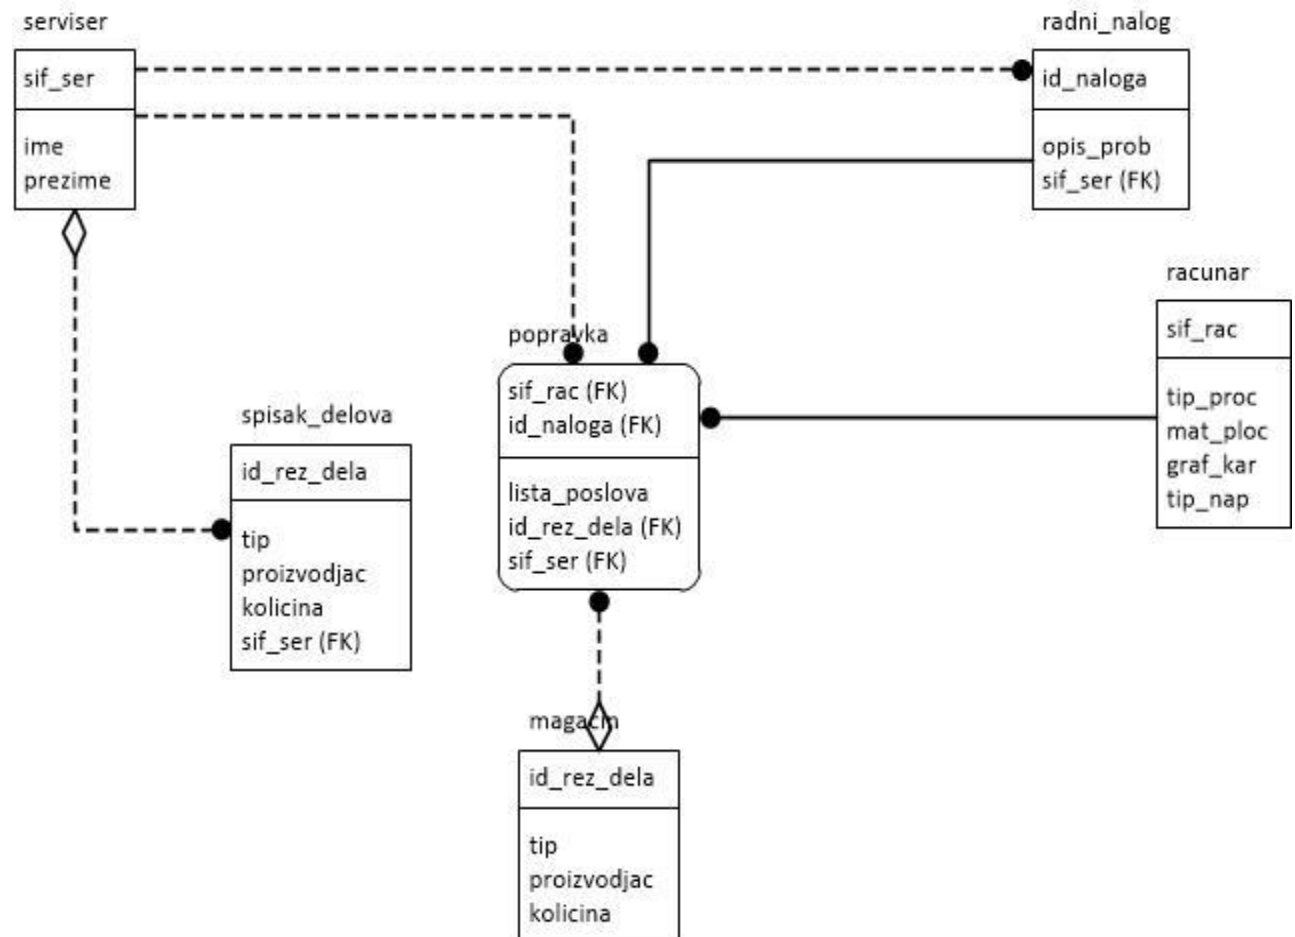 serviser
sif_ser
ime
prezime
radni_nalog
id_naloga
opis_prob
sif_ser (FK)
racunar
sif_rac
tip_proc
mat_ploc
graf_kar
tip_nap
popravka
sif_rac (FK)
id_naloga (FK)
lista_poslova
id_rez_dela (FK)
sif_ser (FK)
spisak_delova
id_rez_dela
tip
proizvodjac
kolicina
sif_ser (FK)
magacin
id_rez_dela
tip
proizvodjac
kolicina